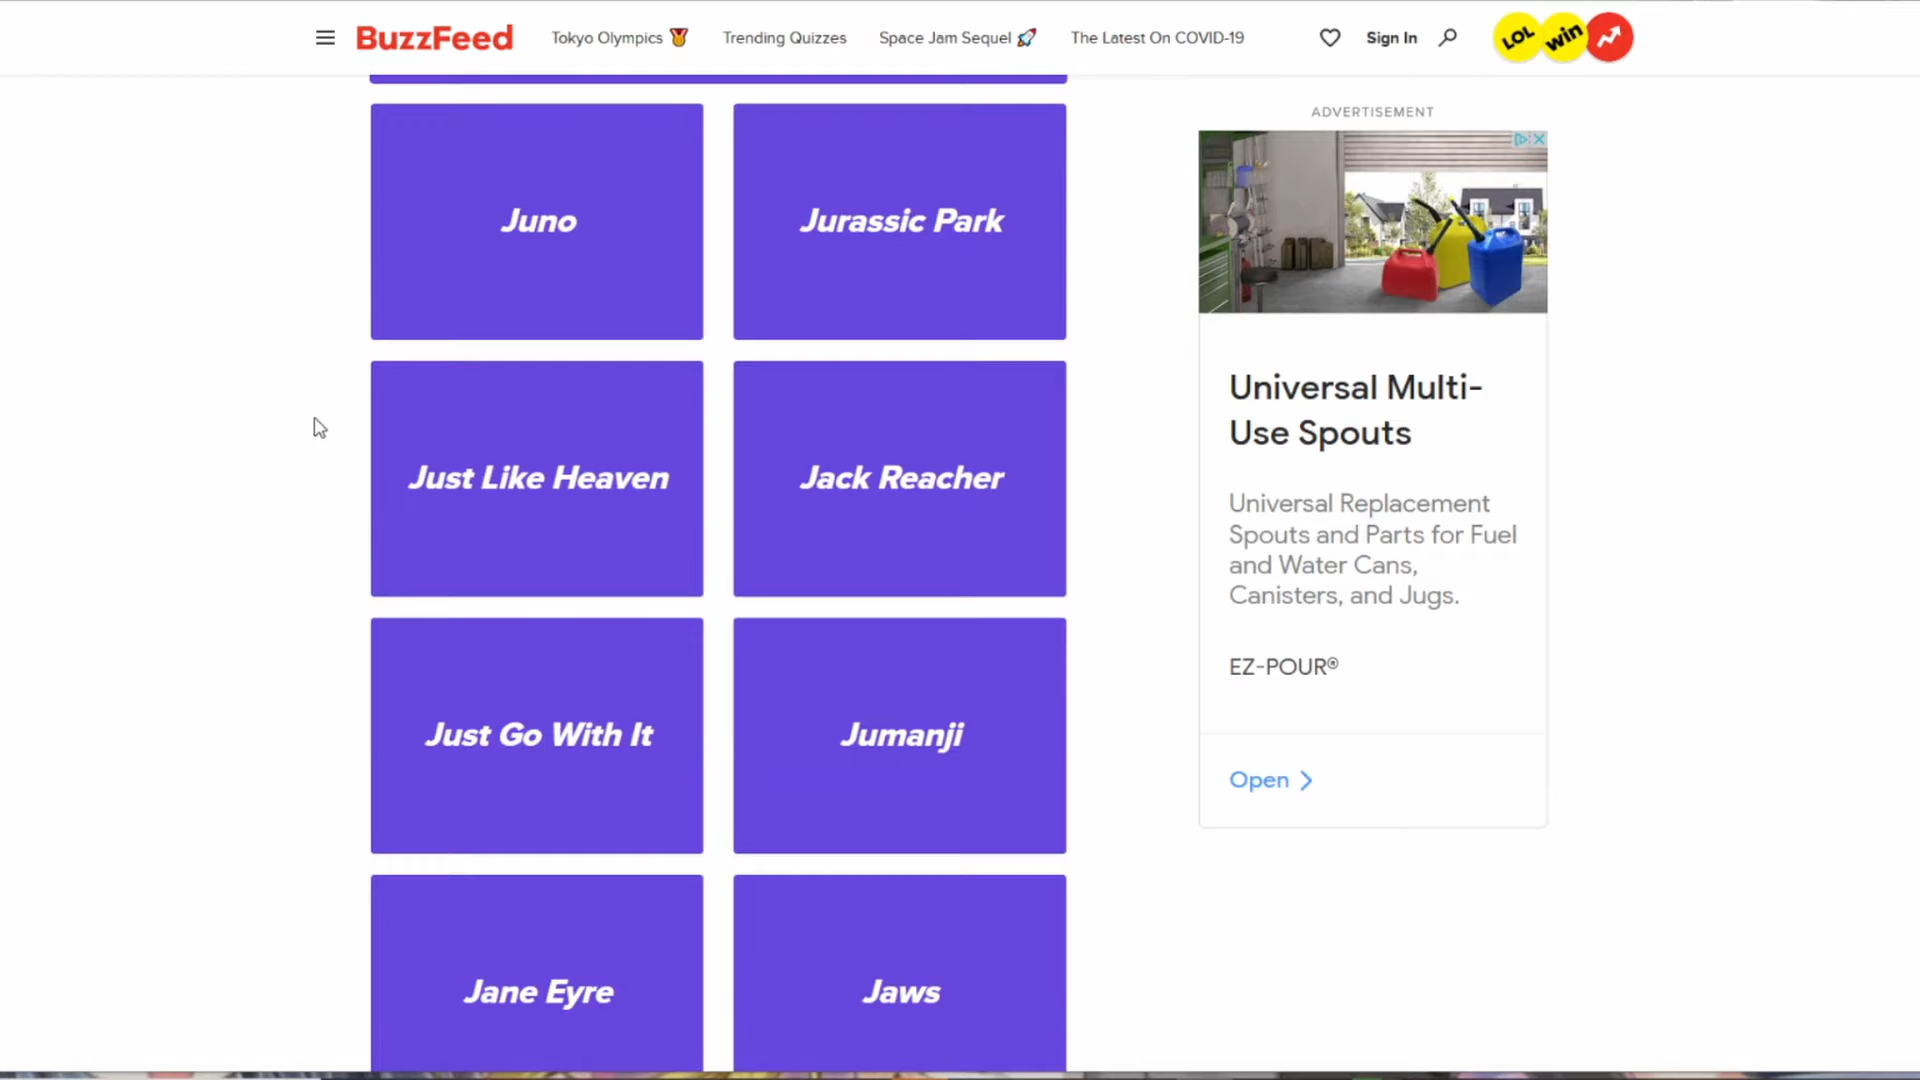 BuzzFeed
Tokyo Olympics
Trending Quizzes
Space Jam Sequel
The Latest On COVID-19
Sign In
LOL
win
ADVERTISEMENT
Juno
Jurassic Park
Just Like Heaven
Jack Reacher
Just Go With It
Jumanji
Jane Eyre
Jaws
Universal Multi-
Use Spouts
Universal Replacement
Spouts and Parts for Fuel
and Water Cans,
Canisters, and Jugs.
EZ-POUR®
Open